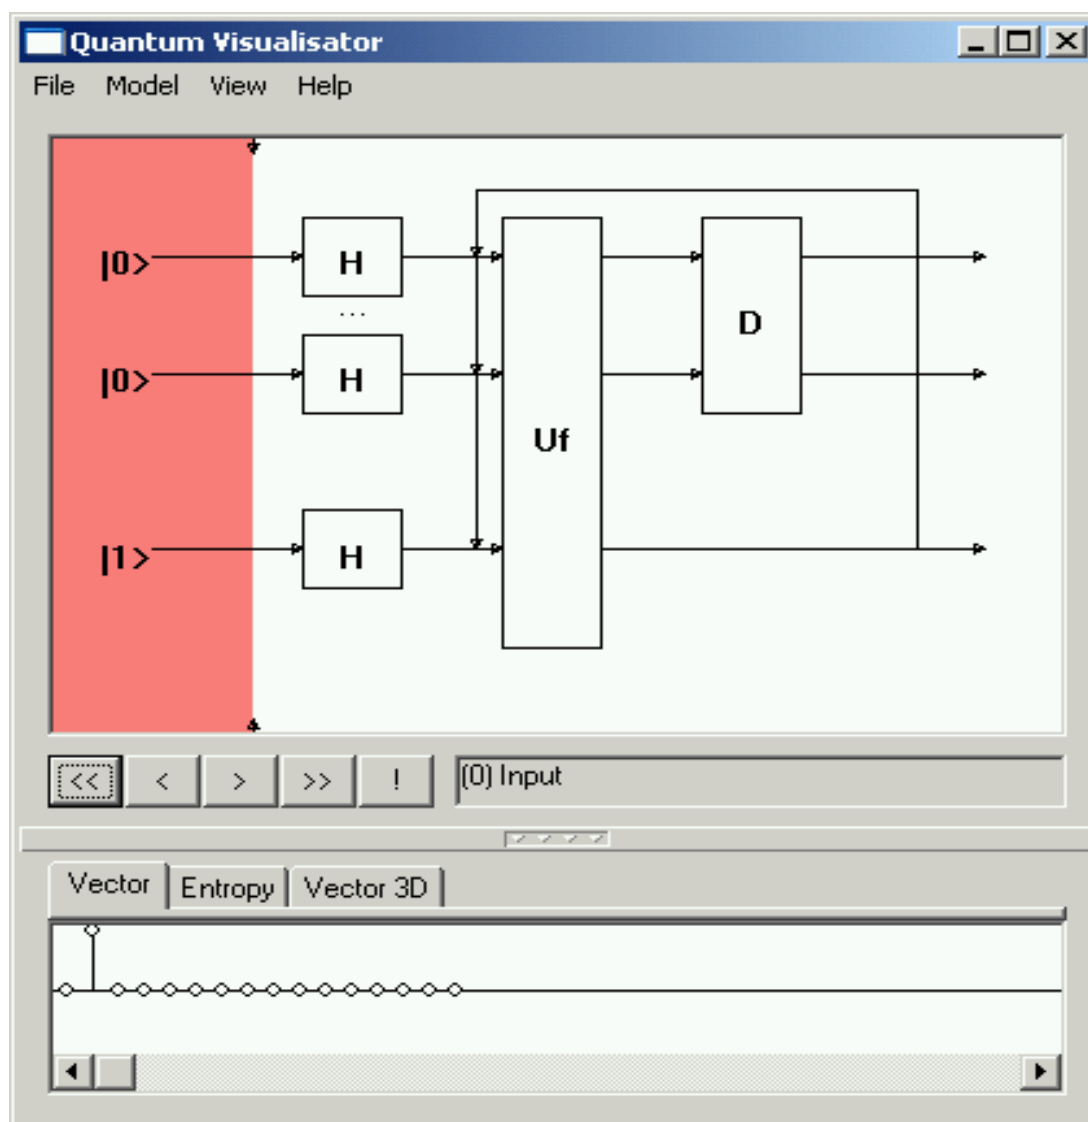 Quantum Visualisator
File Model View Help
|0> H
...
|0> H
D
Uf
|1> H
<< < > >> ! (0) Input
Vector Entropy Vector 3D